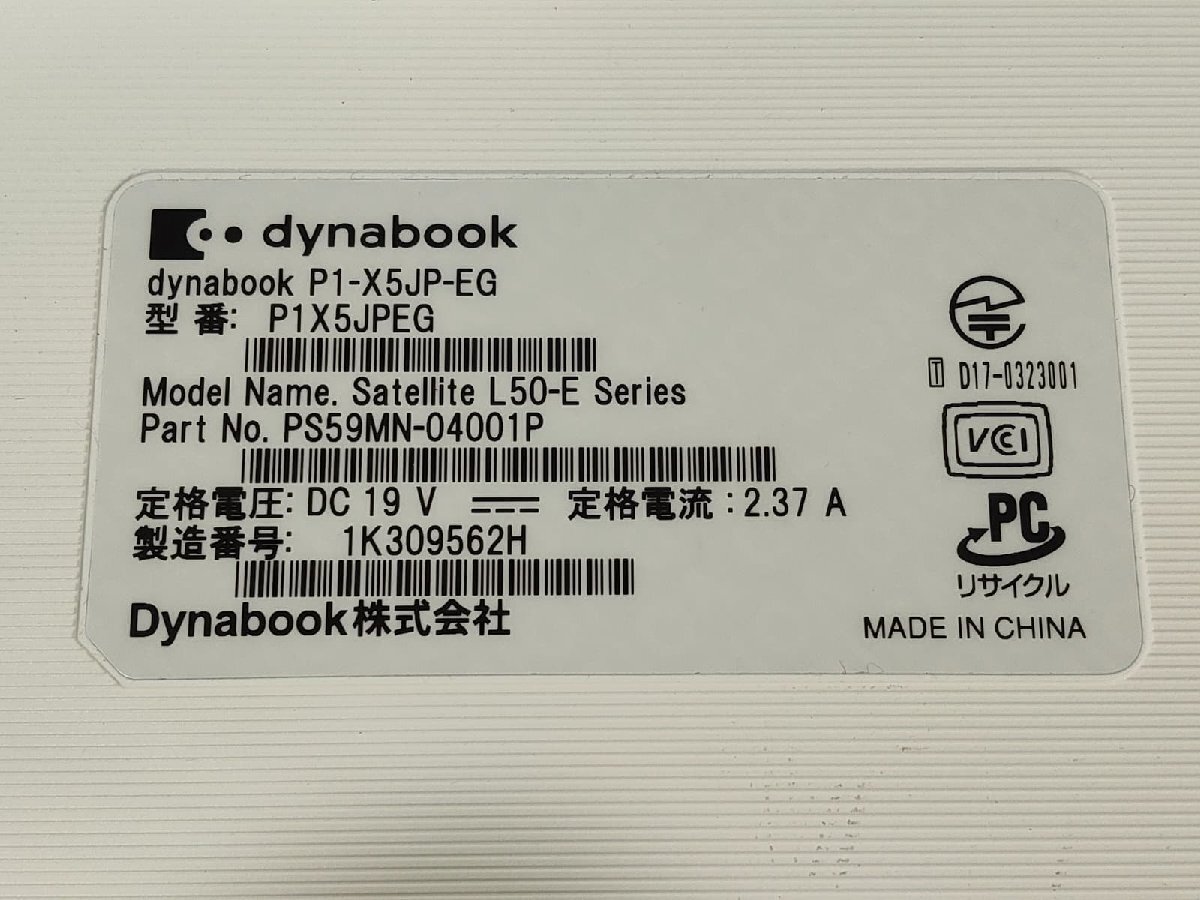 dynabook
dynabook P1-X5JP-EG
型 番: P1X5JPEG
Model Name. Satellite L50-E Series
Part No. PS59MN-04001P
定格電圧: DC 19 V 定格電流 : 2.37 A
製造番号: 1K309562H
Dynabook株式会社
T D17-0323001
VCCI
PC
リサイクル
MADE IN CHINA